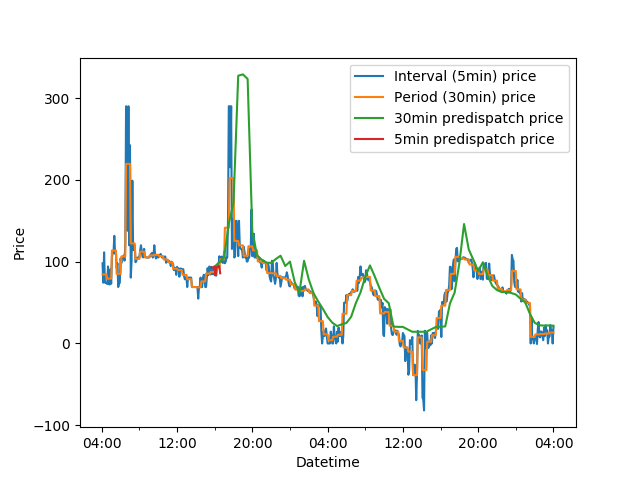 Interval (5min) price
Period (30min) price
30min predispatch price
5min predispatch price
300
200
100
0
−100
Price
04:00 12:00 20:00 04:00 12:00 20:00 04:00
Datetime